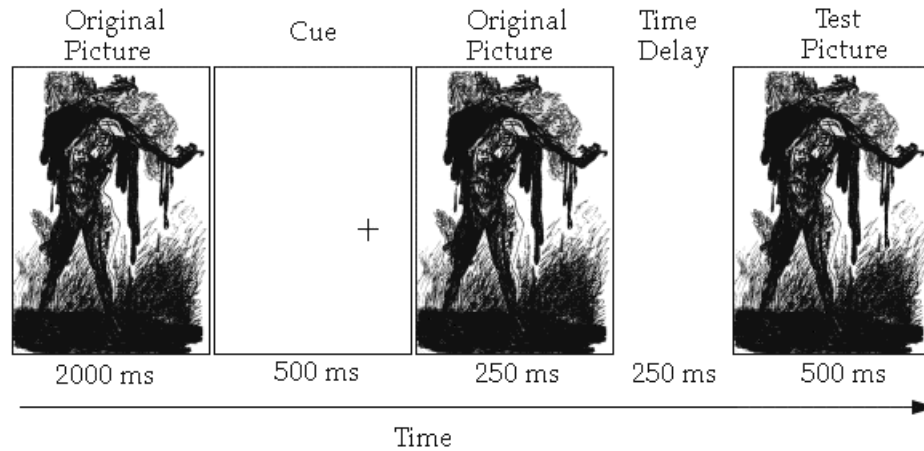 Original
Picture
Cue
Original
Picture
Time
Delay
Test
Picture
2000 ms
500 ms
250 ms
250 ms
500 ms
Time